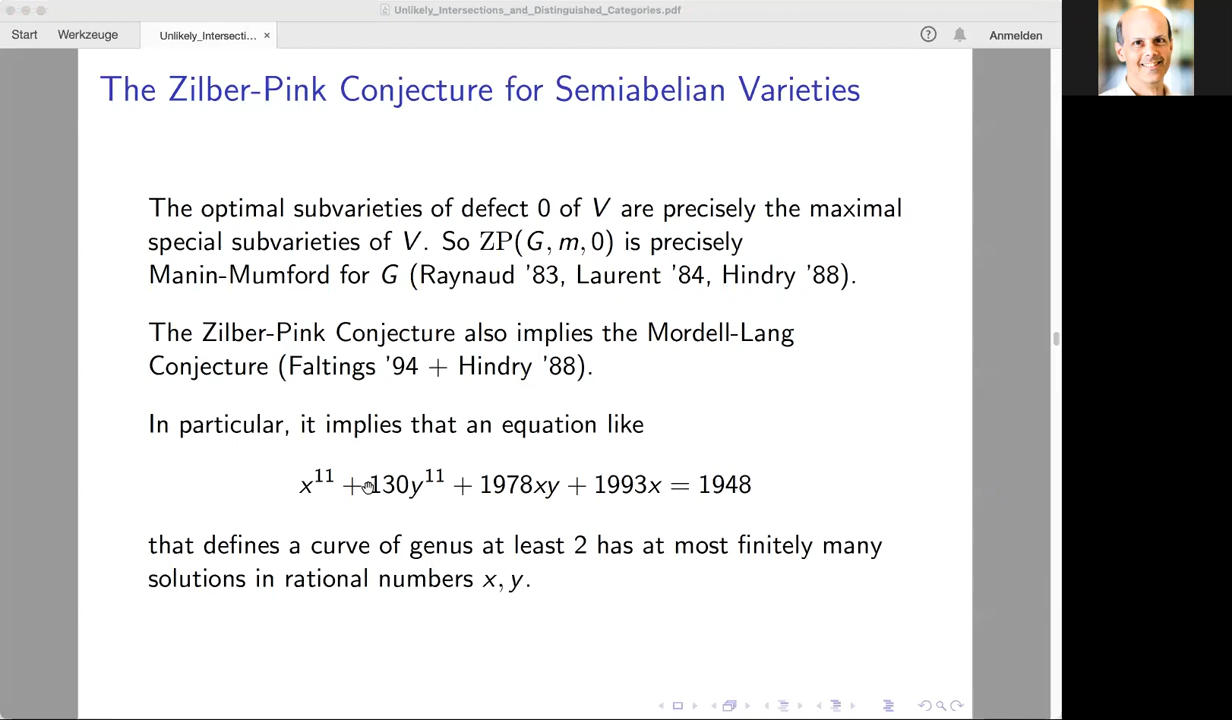 Unlikely_Intersections_and_Distinguished_Categories.pdf
Start Werkzeuge Unlikely_Intersecti... × Anmelden
The Zilber-Pink Conjecture for Semiabelian Varieties
The optimal subvarieties of defect 0 of V are precisely the maximal
special subvarieties of V. So ZP(G, m, 0) is precisely
Manin-Mumford for G (Raynaud '83, Laurent '84, Hindry '88).
The Zilber-Pink Conjecture also implies the Mordell-Lang
Conjecture (Faltings '94 + Hindry '88).
In particular, it implies that an equation like
x¹¹ + 130y¹¹ + 1978xy + 1993x = 1948
that defines a curve of genus at least 2 has at most finitely many
solutions in rational numbers x, y.